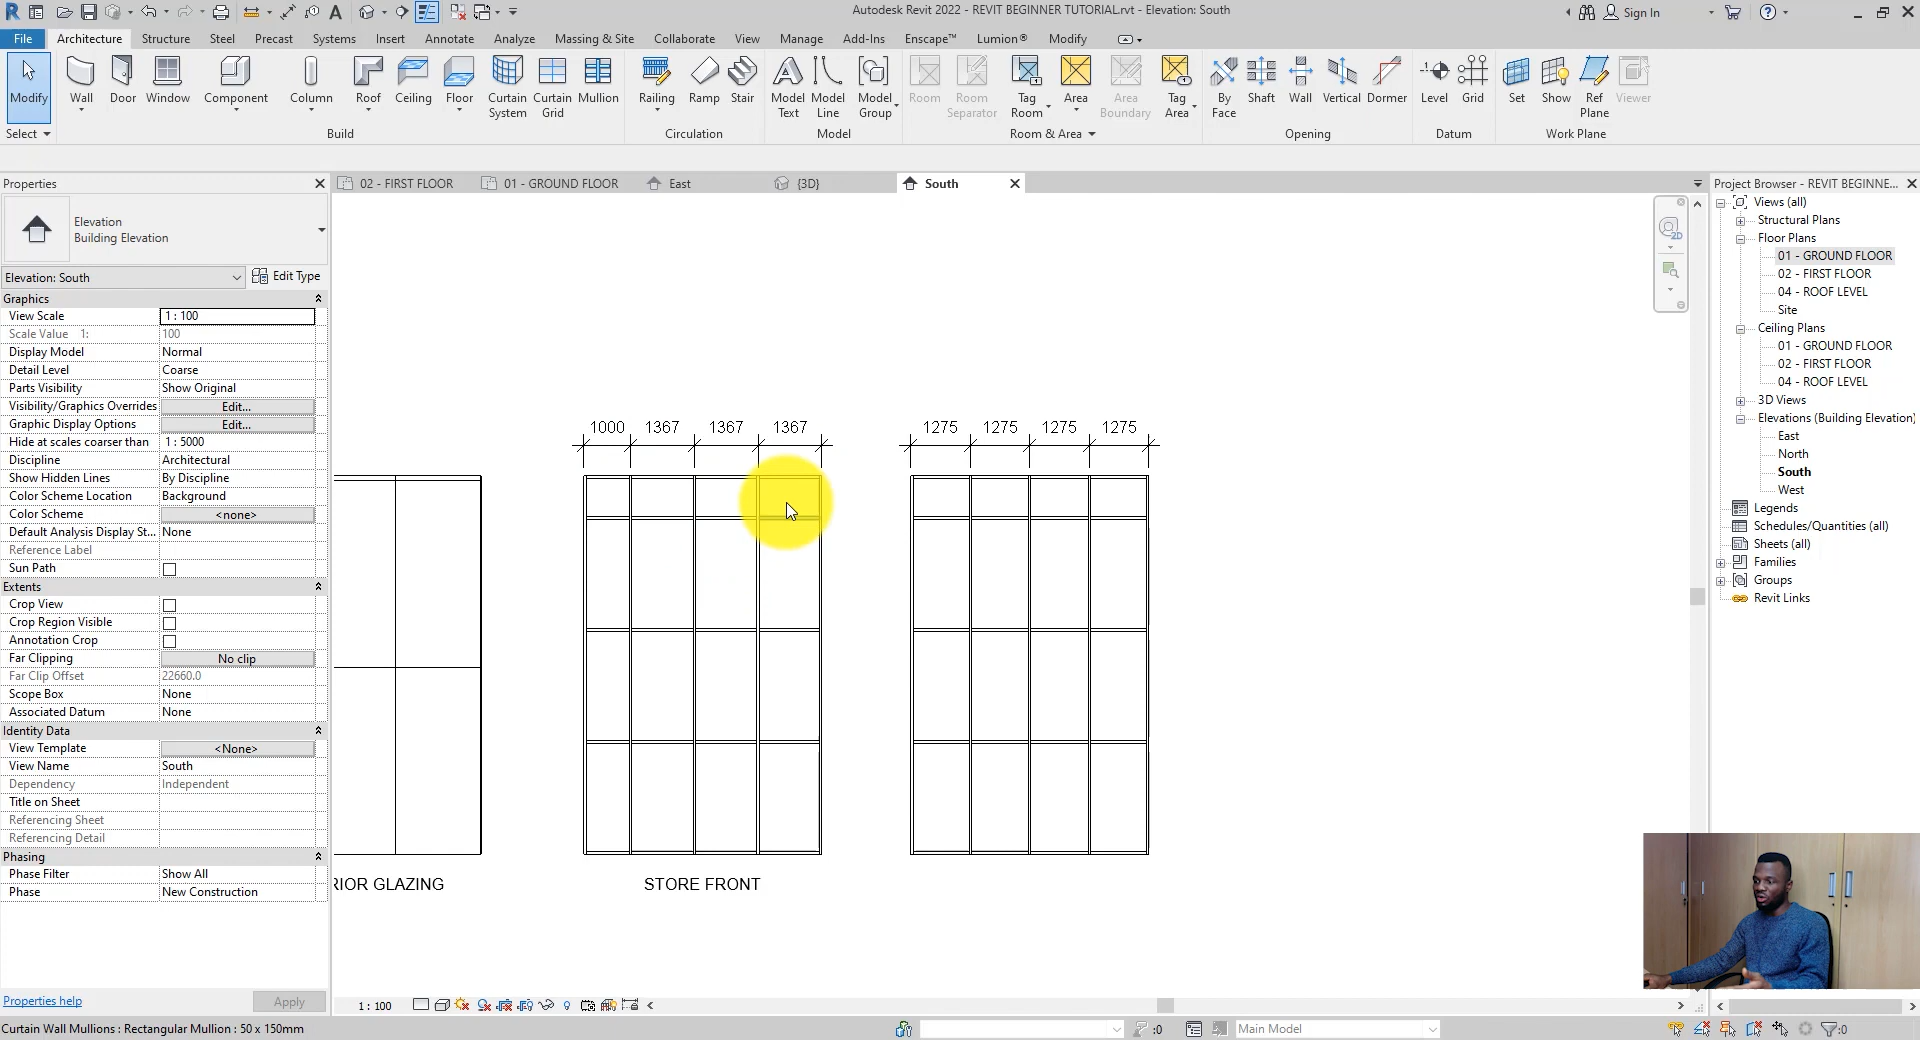 Autodesk Revit 2022 - REVIT BEGINNER TUTORIAL.rvt - Elevation: South
Sign In
File Architecture Structure Steel Precast Systems Insert Annotate Analyze Massing & Site Collaborate View Manage Add-Ins Enscape™ Lumion® Modify
Modify
Wall
Door
Window
Component
Column
Roof
Ceiling
Floor
Curtain System
Curtain Grid
Mullion
Railing
Ramp
Stair
Model Text
Model Line
Model Group
Room
Room Separator
Tag Room
Area
Area Boundary
Tag Area
By Face
Shaft
Wall
Vertical
Dormer
Level
Grid
Set
Show
Ref Plane
Viewer
Select
Build
Circulation
Model
Room & Area
Opening
Datum
Work Plane
Properties
Elevation
Building Elevation
Elevation: South
Edit Type
Graphics
View Scale 1 : 100
Scale Value 1: 100
Display Model Normal
Detail Level Coarse
Parts Visibility Show Original
Visibility/Graphics Overrides Edit...
Graphic Display Options Edit...
Hide at scales coarser than 1 : 5000
Discipline Architectural
Show Hidden Lines By Discipline
Color Scheme Location Background
Color Scheme <none>
Default Analysis Display St... None
Reference Label
Sun Path
Extents
Crop View
Crop Region Visible
Annotation Crop
Far Clipping No clip
Far Clip Offset 22660.0
Scope Box None
Associated Datum None
Identity Data
View Template <None>
View Name South
Dependency Independent
Title on Sheet
Referencing Sheet
Referencing Detail
Phasing
Phase Filter Show All
Phase New Construction
Properties help
Apply
02 - FIRST FLOOR
01 - GROUND FLOOR
East
{3D}
South
2D
1000 1367 1367 1367
1275 1275 1275 1275
RIOR GLAZING
STORE FRONT
Project Browser - REVIT BEGINNE...
Views (all)
Structural Plans
Floor Plans
01 - GROUND FLOOR
02 - FIRST FLOOR
04 - ROOF LEVEL
Site
Ceiling Plans
01 - GROUND FLOOR
02 - FIRST FLOOR
04 - ROOF LEVEL
3D Views
Elevations (Building Elevation)
East
North
South
West
Legends
Schedules/Quantities (all)
Sheets (all)
Families
Groups
Revit Links
1 : 100
Curtain Wall Mullions : Rectangular Mullion : 50 x 150mm
:0
Main Model
:0